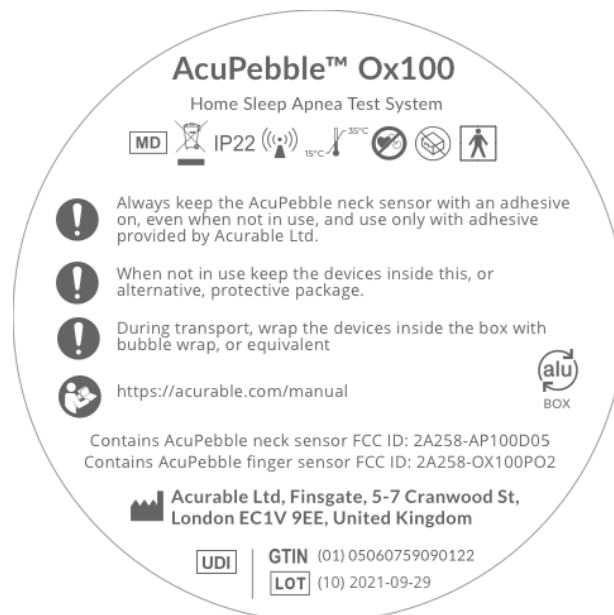 AcuPebble™ Ox100
Home Sleep Apnea Test System
MD IP22 15°C 35°C
Always keep the AcuPebble neck sensor with an adhesive
on, even when not in use, and use only with adhesive
provided by Acurable Ltd.
When not in use keep the devices inside this, or
alternative, protective package.
During transport, wrap the devices inside the box with
bubble wrap, or equivalent
https://acurable.com/manual
alu
BOX
Contains AcuPebble neck sensor FCC ID: 2A258-AP100D05
Contains AcuPebble finger sensor FCC ID: 2A258-OX100PO2
Acurable Ltd, Finsgate, 5-7 Cranwood St,
London EC1V 9EE, United Kingdom
UDI
GTIN (01) 05060759090122
LOT (10) 2021-09-29